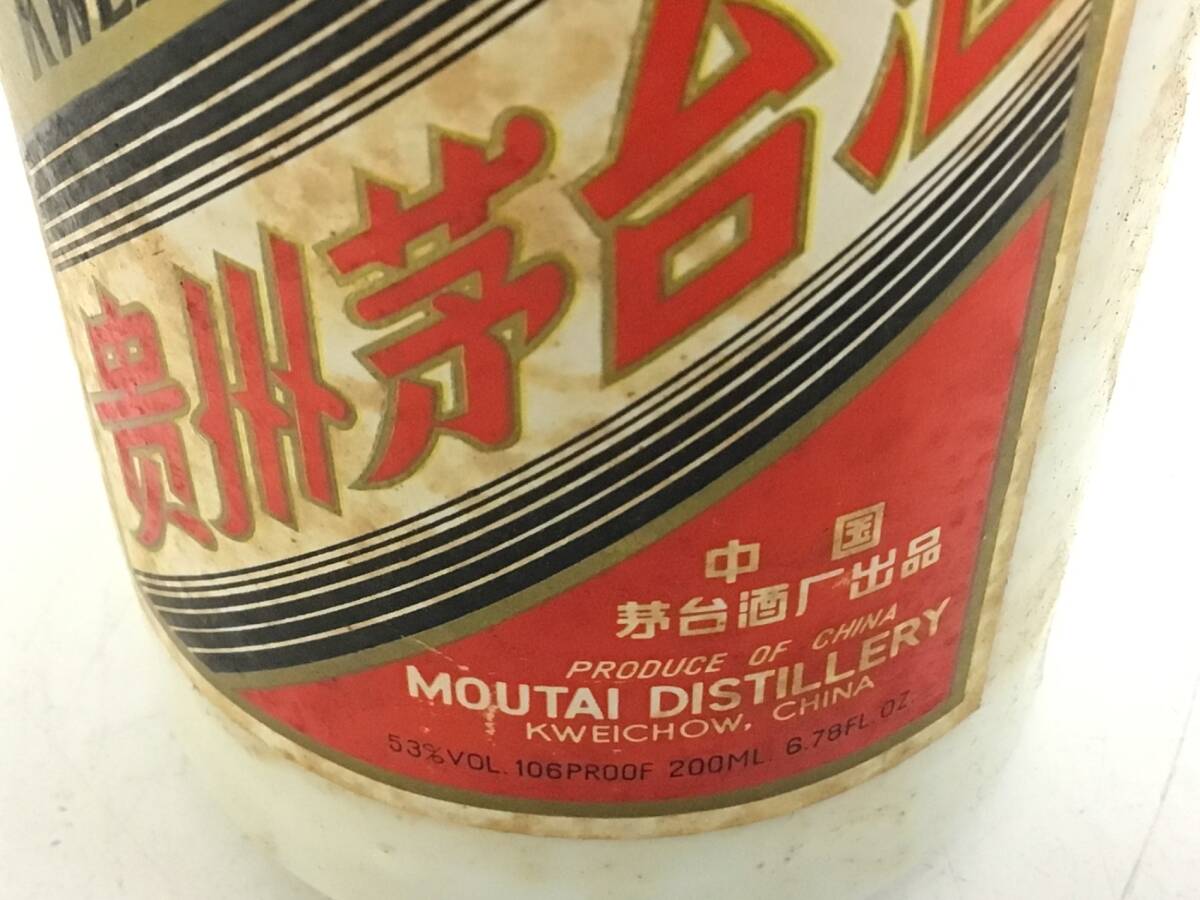 贵州茅台酒
中国
茅台酒厂出品
PRODUCE OF CHINA
MOUTAI DISTILLERY
KWEICHOW, CHINA
53%VOL. 106PROOF 200ML. 6.78FL.OZ.